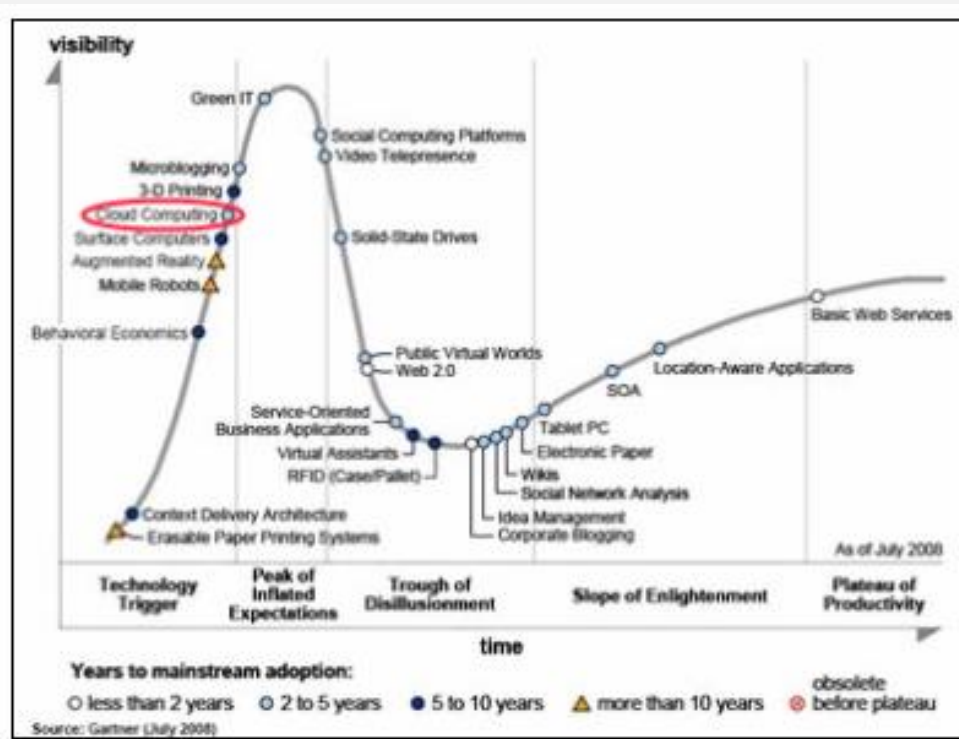 visibility
Green IT
Social Computing Platforms
Video Telepresence
Microblogging
3-D Printing
Cloud Computing
Surface Computers
Solid-State Drives
Augmented Reality
Mobile Robots
Basic Web Services
Behavioral Economics
Public Virtual Worlds
Web 2.0
Location-Aware Applications
SOA
Service-Oriented
Business Applications
Tablet PC
Virtual Assistants
Electronic Paper
RFID (Case/Pallet)
Wikis
Social Network Analysis
Context Delivery Architecture
Idea Management
Erasable Paper Printing Systems
Corporate Blogging
As of July 2008
Technology
Trigger
Peak of
Inflated
Expectations
Trough of
Disillusionment
Slope of Enlightenment
Plateau of
Productivity
time
Years to mainstream adoption:
less than 2 years
2 to 5 years
5 to 10 years
more than 10 years
obsolete
before plateau
Source: Gartner (July 2008)